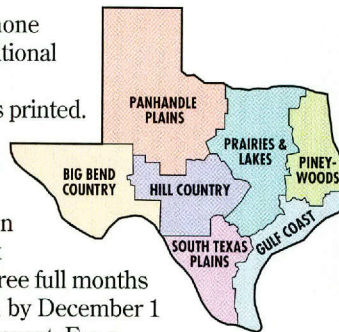 hone
tional
s printed.
n
ree full months
by December 1
PANHANDLE
PLAINS
PRAIRIES &
LAKES
PINEY-
WOODS
BIG BEND
COUNTRY
HILL COUNTRY
SOUTH TEXAS
PLAINS
GULF COAST